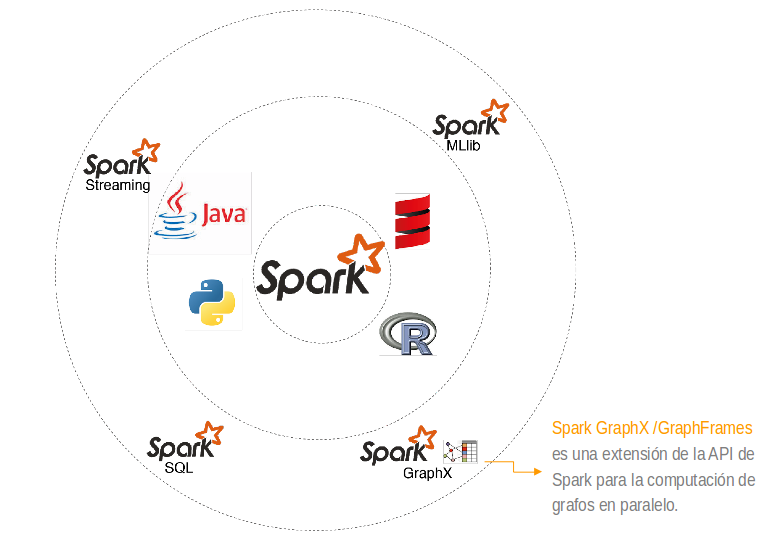 Spark
MLlib
Spark
Streaming
Java
Spark
R
Spark
SQL
Spark
GraphX
Spark GraphX /GraphFrames
es una extensión de la API de
Spark para la computación de
grafos en paralelo.